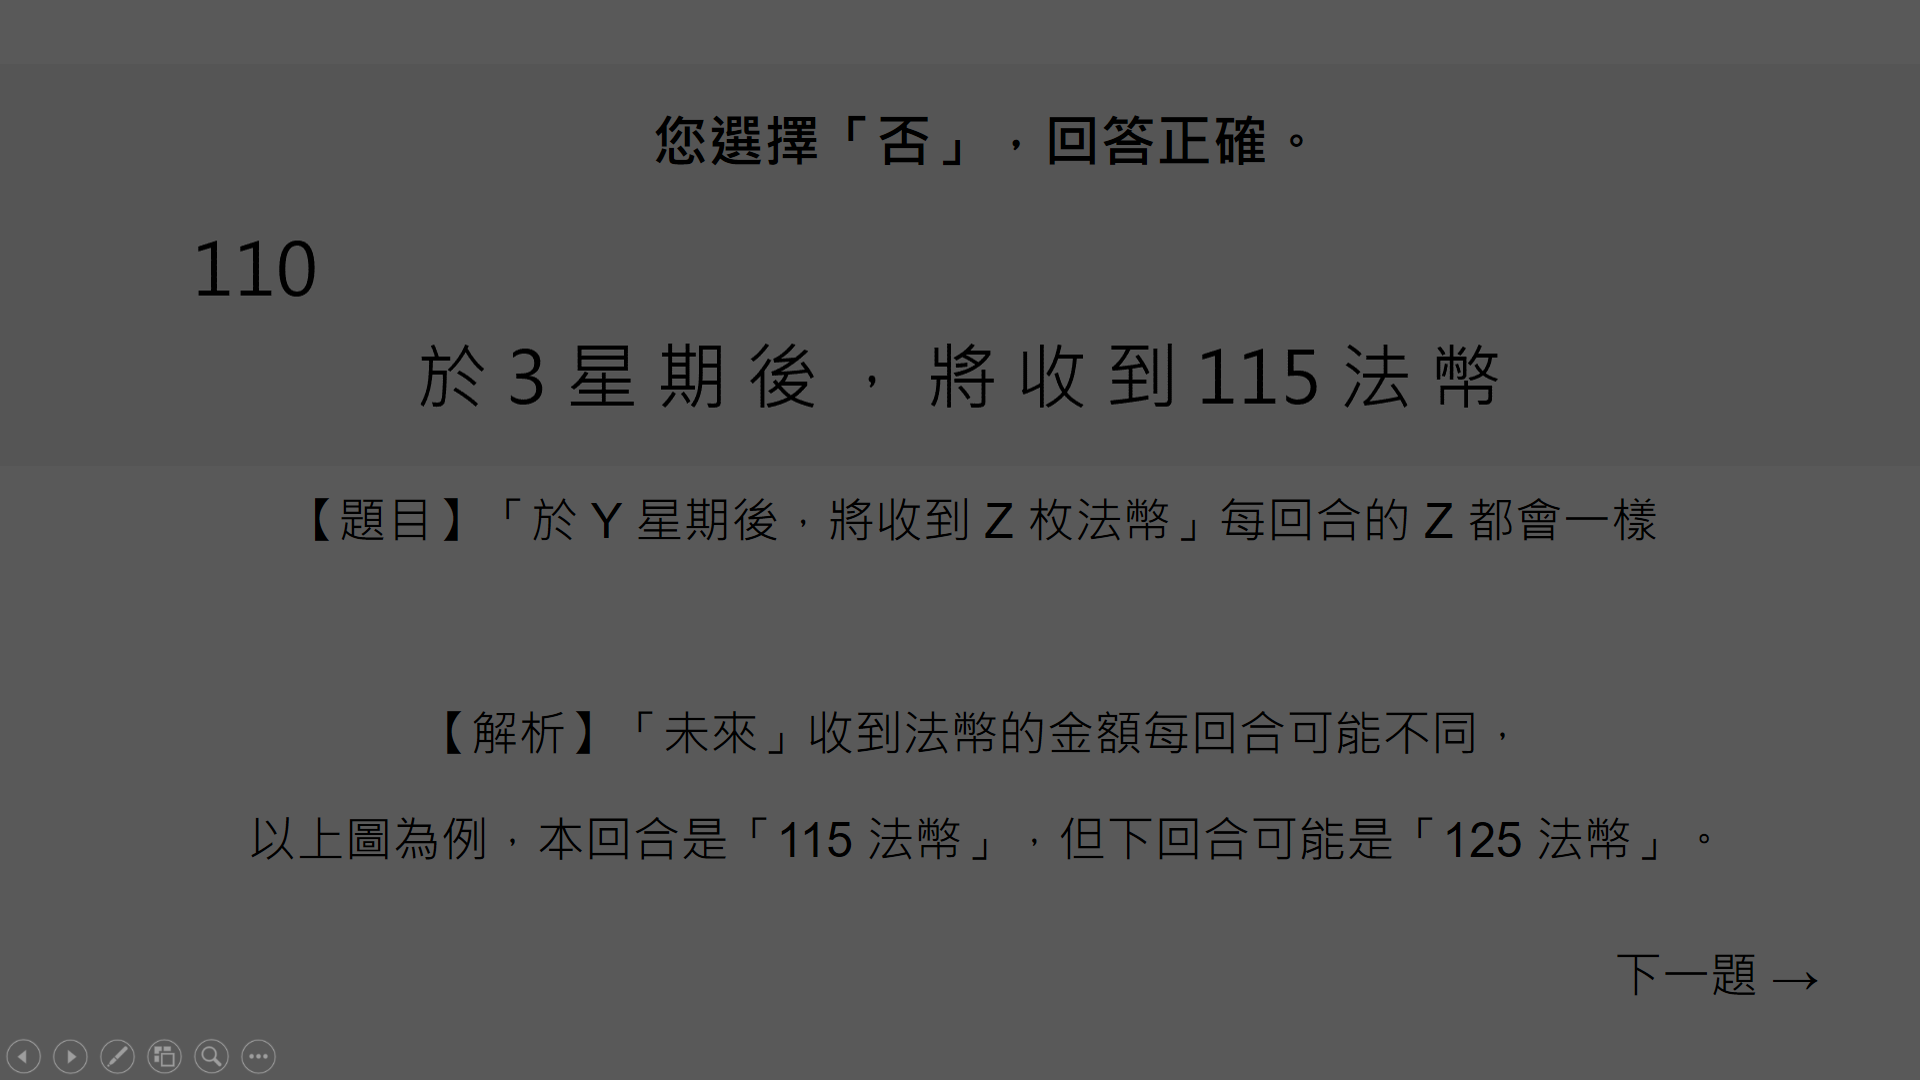 您選擇「否」，回答正確。
110
於3星期後，將收到115法幣
【題目】「於 Y 星期後，將收到 Z 枚法幣」每回合的 Z 都會一樣
【解析】「未來」收到法幣的金額每回合可能不同，
以上圖為例，本回合是「115 法幣」，但下回合可能是「125 法幣」。
下一題 →